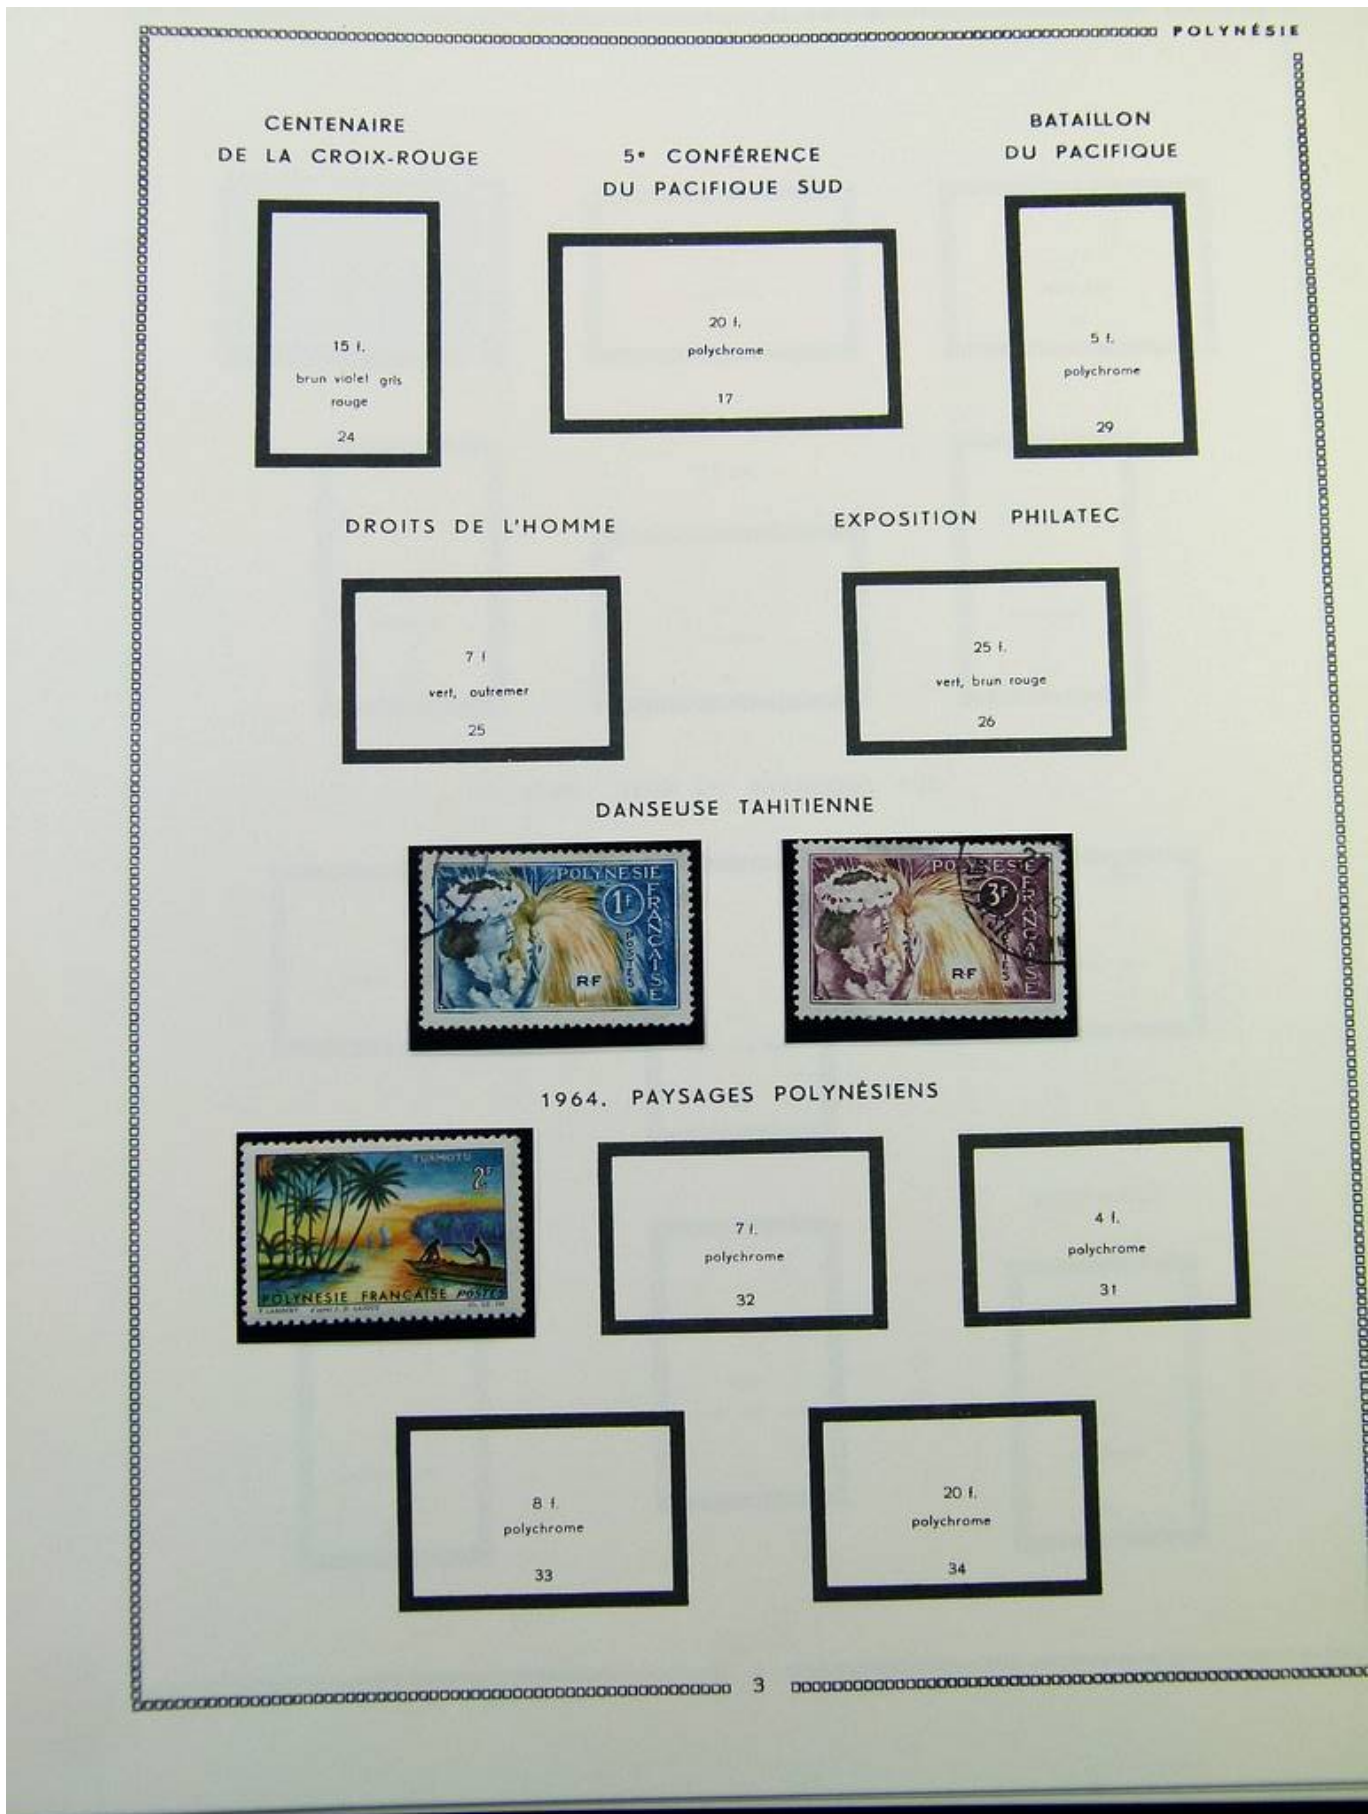 POLYNÉSIE
CENTENAIRE
DE LA CROIX-ROUGE
15 f.
brun violet gris
rouge
24
5e CONFÉRENCE
DU PACIFIQUE SUD
20 f.
polychrome
17
BATAILLON
DU PACIFIQUE
5 f.
polychrome
29
DROITS DE L'HOMME
7 f
vert, outremer
25
EXPOSITION PHILATEC
25 f.
vert, brun rouge
26
DANSEUSE TAHITIENNE
POLYNESIE
FRANÇAISE
1F
POSTES
RF
POLYNESIE
FRANÇAISE
3F
POSTES
RF
1964. PAYSAGES POLYNÉSIENS
TUAMOTU
2F
POLYNESIE FRANÇAISE POSTES
7 f.
polychrome
32
4 f.
polychrome
31
8 f.
polychrome
33
20 f.
polychrome
34
3